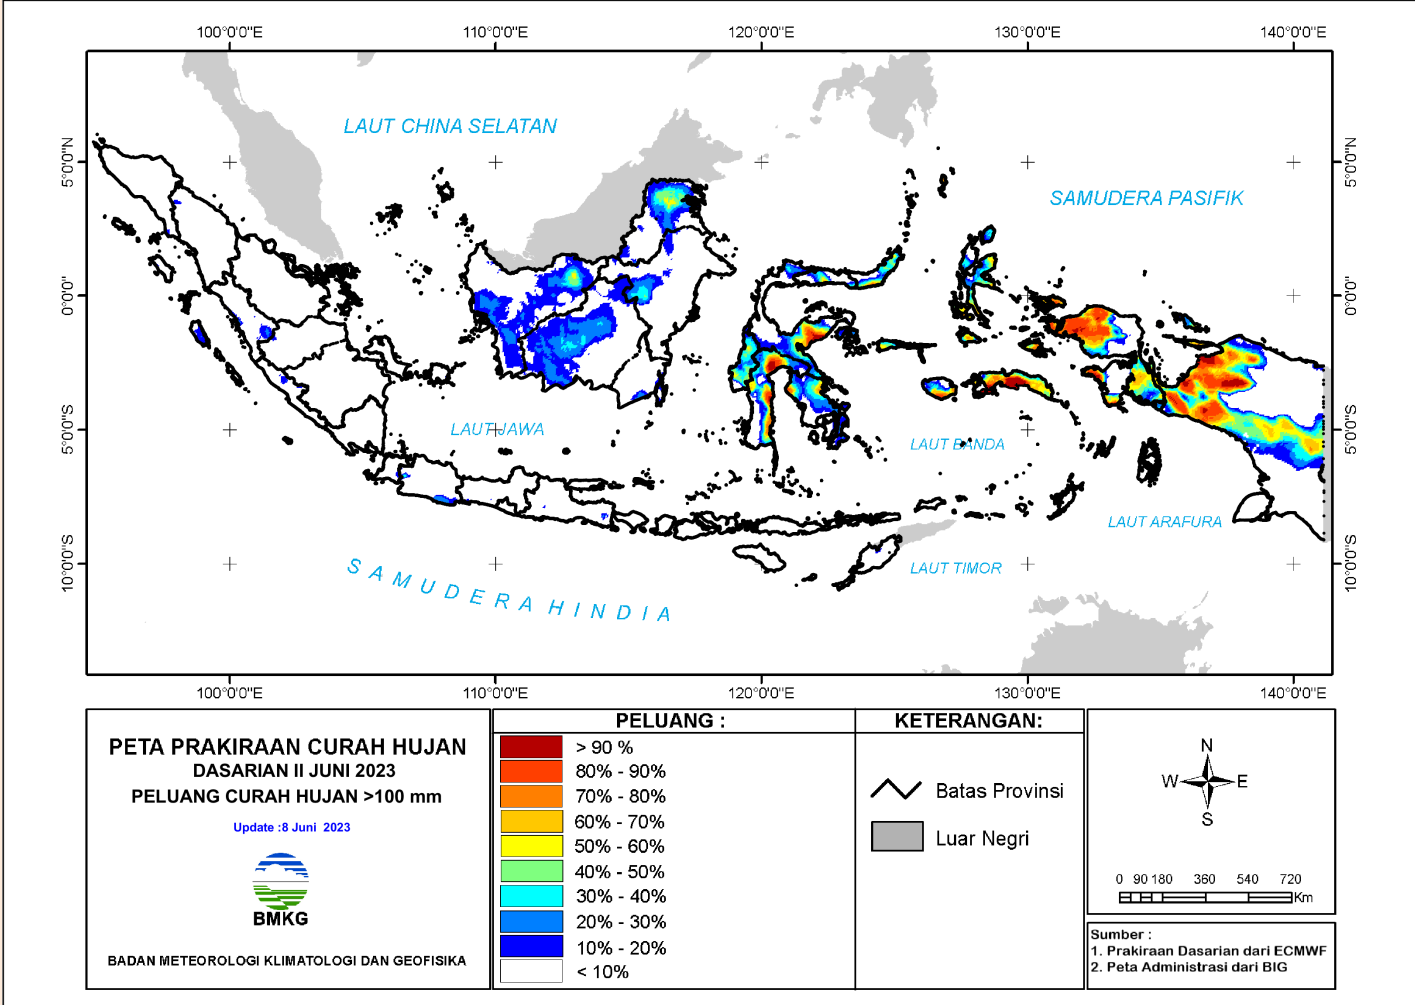 100°0'0"E 110°0'0"E 120°0'0"E 130°0'0"E 140°0'0"E
LAUT CHINA SELATAN
5°0'0"N 5°0'0"N
SAMUDERA PASIFIK
0°0'0" 0°0'0"
LAUT JAWA
5°0'0"S 5°0'0"S
LAUT BANDA
LAUT ARAFURA
10°0'0"S 10°0'0"S
LAUT TIMOR
SAMUDERA HINDIA
100°0'0"E 110°0'0"E 120°0'0"E 130°0'0"E 140°0'0"E
PETA PRAKIRAAN CURAH HUJAN
DASARIAN II JUNI 2023
PELUANG CURAH HUJAN >100 mm
Update :8 Juni 2023
BMKG
BADAN METEOROLOGI KLIMATOLOGI DAN GEOFISIKA
PELUANG :
> 90 %
80% - 90%
70% - 80%
60% - 70%
50% - 60%
40% - 50%
30% - 40%
20% - 30%
10% - 20%
< 10%
KETERANGAN:
Batas Provinsi
Luar Negri
N
W E
S
0 90 180 360 540 720
Km
Sumber :
1. Prakiraan Dasarian dari ECMWF
2. Peta Administrasi dari BIG